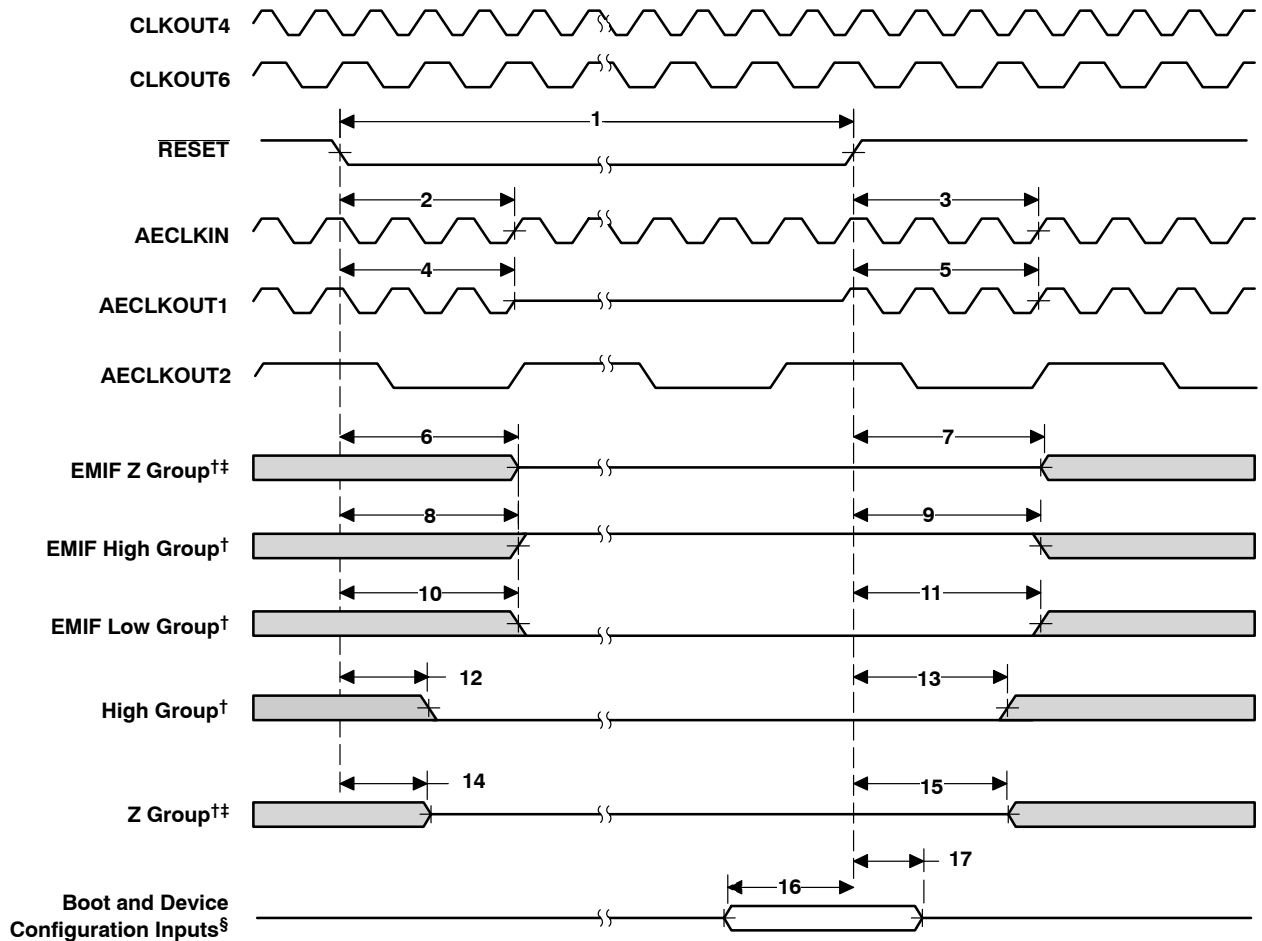 CLKOUT4
CLKOUT6
1
RESET
2
3
AECLKIN
4
5
AECLKOUT1
AECLKOUT2
6
7
EMIF Z Group†‡
8
9
EMIF High Group†
10
11
EMIF Low Group†
12
13
High Group†
14
15
Z Group†‡
17
16
Boot and Device
Configuration Inputs§